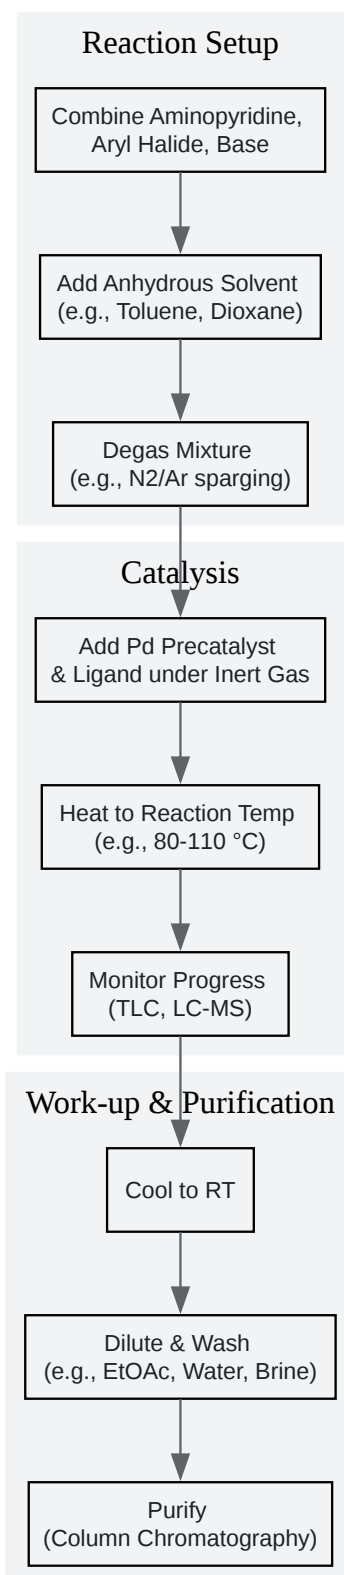 Reaction Setup
Combine Aminopyridine,
Aryl Halide, Base
Add Anhydrous Solvent
(e.g., Toluene, Dioxane)
Degas Mixture
(e.g., N2/Ar sparging)
Catalysis
Add Pd Precatalyst
& Ligand under Inert Gas
Heat to Reaction Temp
(e.g., 80-110 °C)
Monitor Progress
(TLC, LC-MS)
Work-up & Purification
Cool to RT
Dilute & Wash
(e.g., EtOAc, Water, Brine)
Purify
(Column Chromatography)